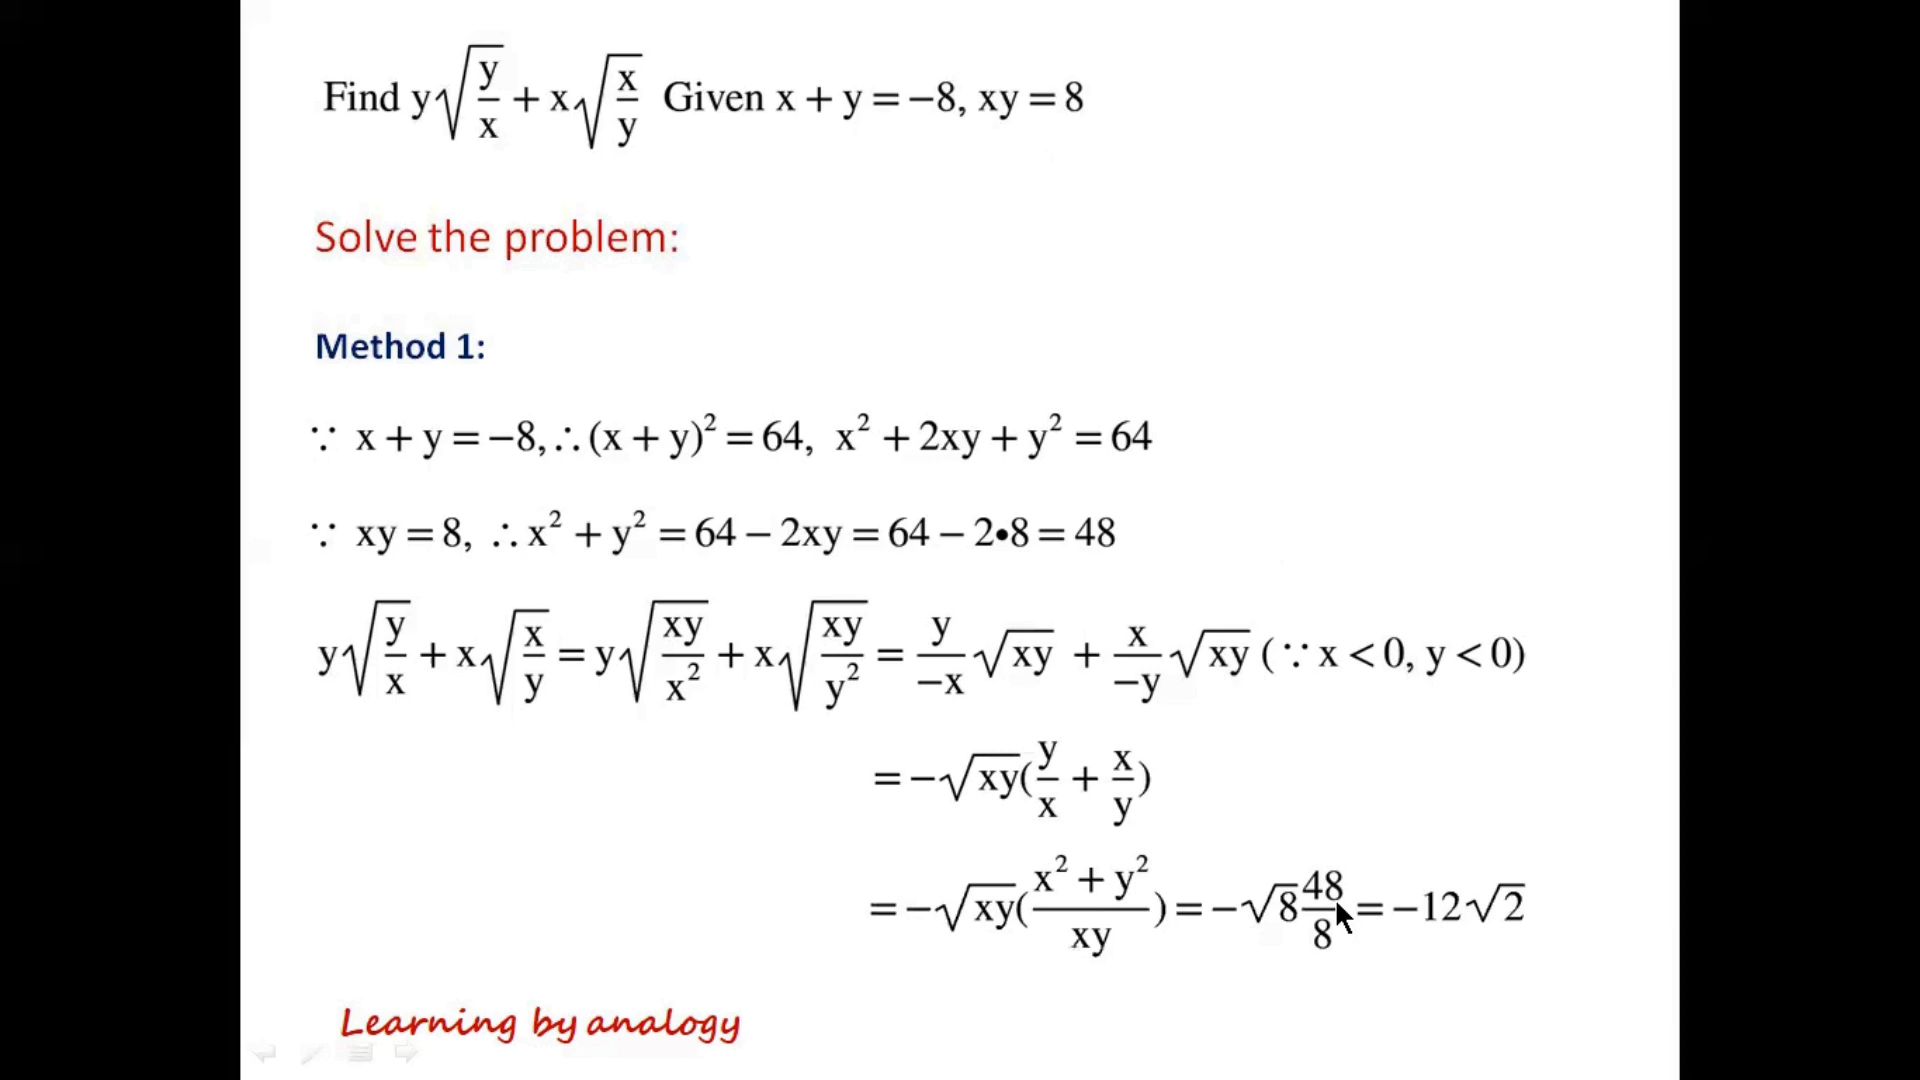 Find y√(y/x) + x√(x/y) Given x + y = −8, xy = 8
Solve the problem:
Method 1:
∵ x + y = −8, ∴ (x + y)² = 64, x² + 2xy + y² = 64
∵ xy = 8, ∴ x² + y² = 64 − 2xy = 64 − 2•8 = 48
y√(y/x) + x√(x/y) = y√(xy/x²) + x√(xy/y²) = y/−x √xy + x/−y √xy (∵ x < 0, y < 0)
= −√xy(y/x + x/y)
= −√xy((x² + y²)/xy) = −√8 48/8 = −12√2
Learning by analogy